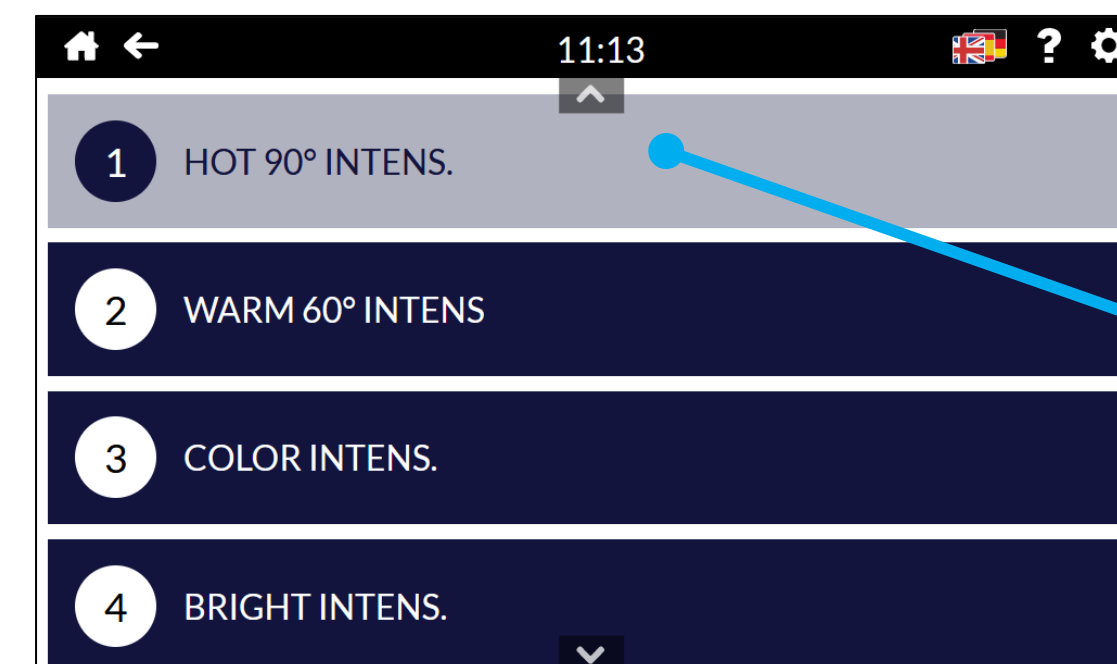 11:13
?
1 HOT 90° INTENS.
2 WARM 60° INTENS
3 COLOR INTENS.
4 BRIGHT INTENS.